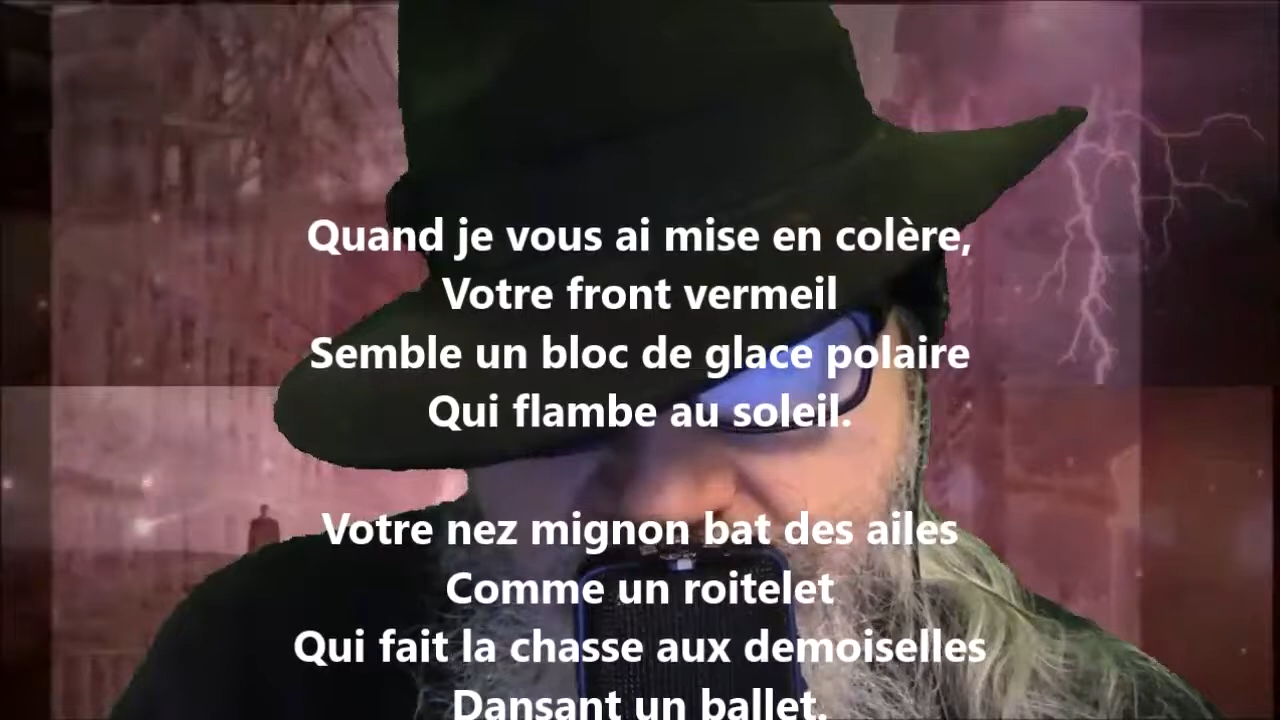 Quand je vous ai mise en colère,
Votre front vermeil
Semble un bloc de glace polaire
Qui flambe au soleil.
Votre nez mignon bat des ailes
Comme un roitelet
Qui fait la chasse aux demoiselles
Dansant un ballet.